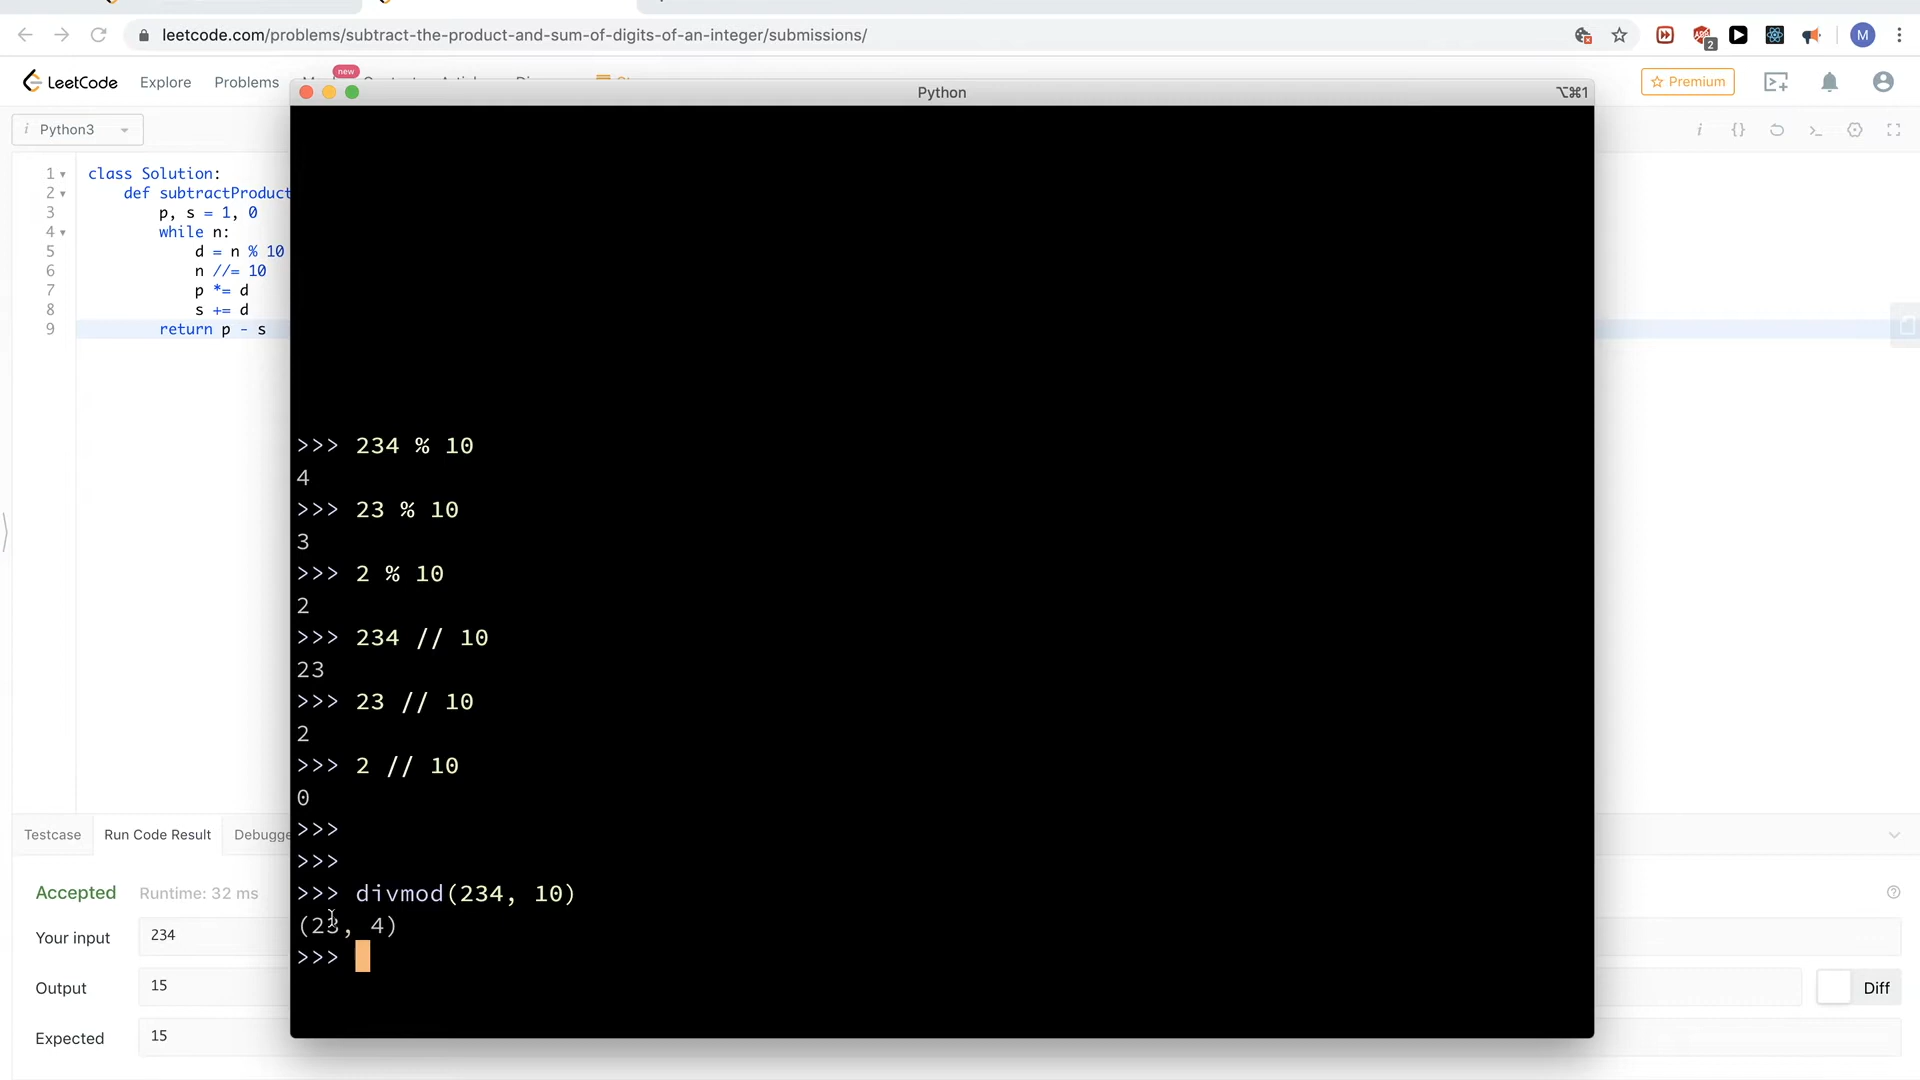 leetcode.com/problems/subtract-the-product-and-sum-of-digits-of-an-integer/submissions/
2
M
LeetCode
Explore
Problems
new
Premium
Python
⌥⌘1
i Python3
i {} >_
1 class Solution:
2 def subtractProduct
3 p, s = 1, 0
4 while n:
5 d = n % 10
6 n //= 10
7 p *= d
8 s += d
9 return p - s
>>> 234 % 10
4
>>> 23 % 10
3
>>> 2 % 10
2
>>> 234 // 10
23
>>> 23 // 10
2
>>> 2 // 10
0
>>>
>>>
>>> divmod(234, 10)
(23, 4)
>>>
Testcase
Run Code Result
Debugge
Accepted
Runtime: 32 ms
Your input
234
Output
15
Diff
Expected
15